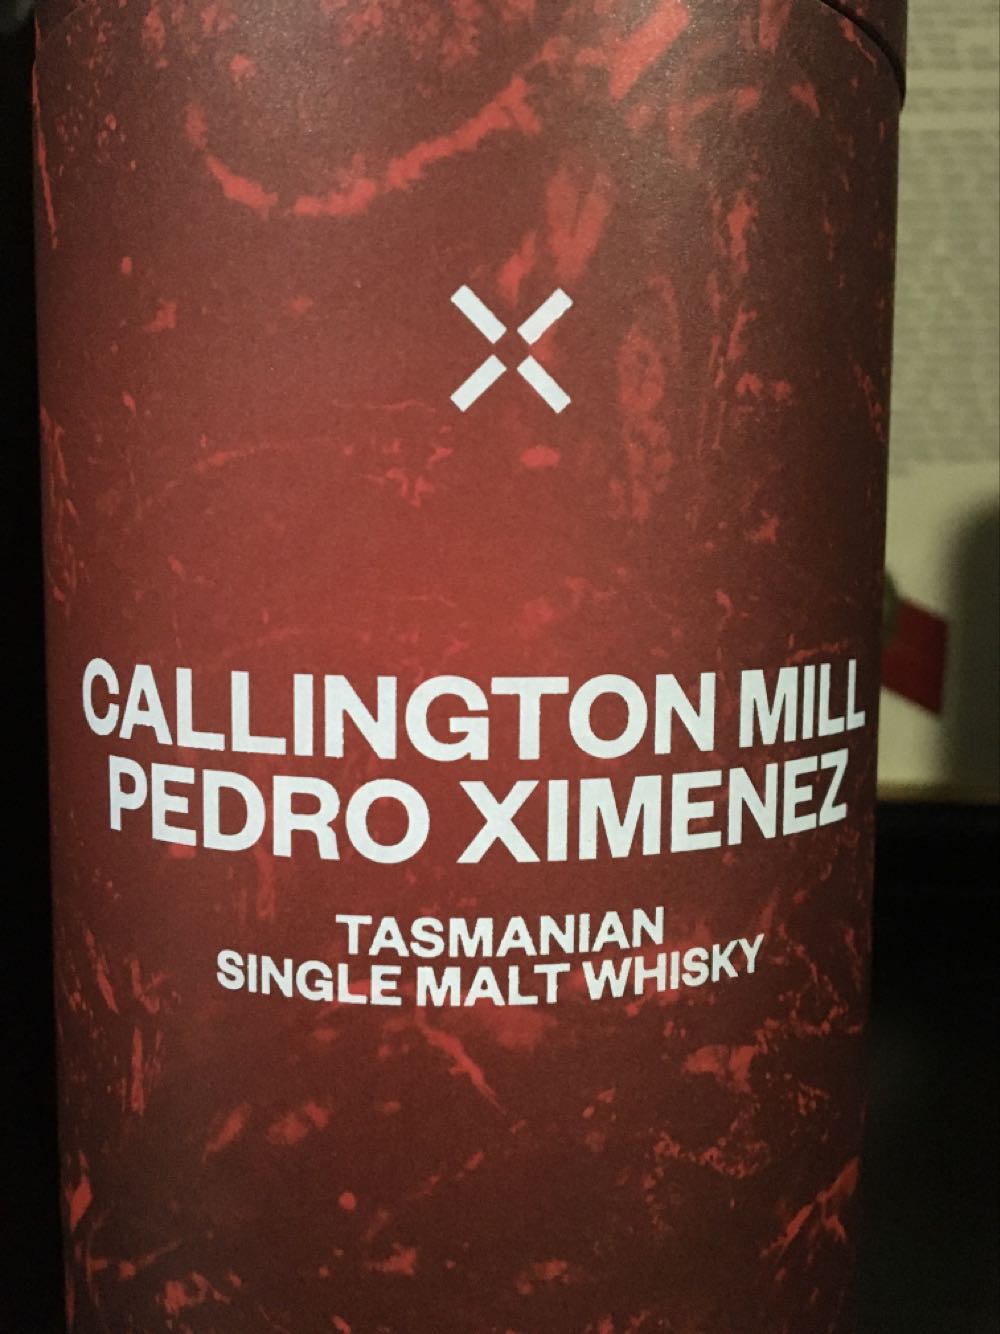 CALLINGTON MILL
PEDRO XIMENEZ
TASMANIAN
SINGLE MALT WHISKY